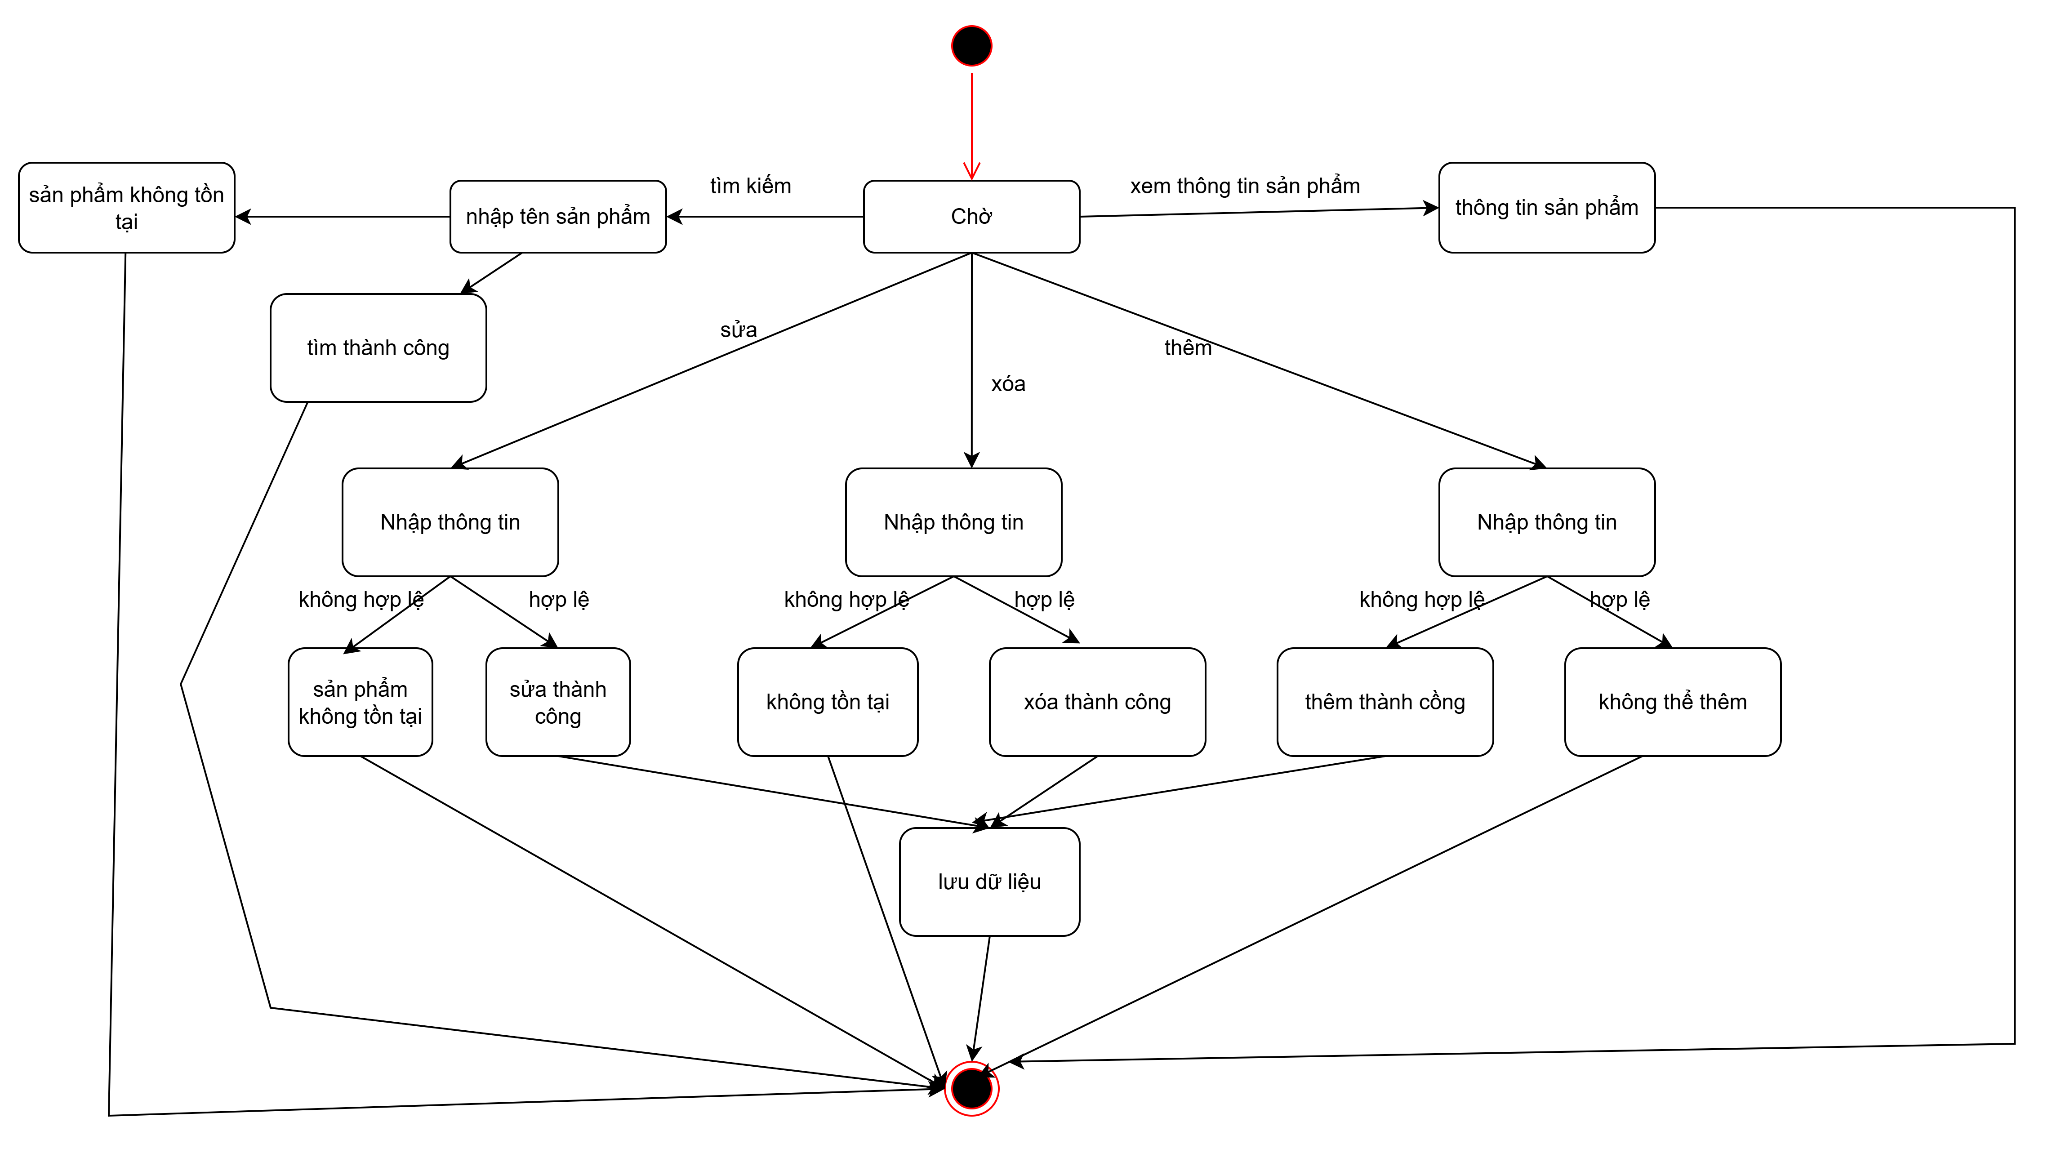 tìm kiếm
xem thông tin sản phẩm
sản phẩm không tồn
tại
nhập tên sản phẩm
Chờ
thông tin sản phẩm
tìm thành công
sửa
thêm
xóa
Nhập thông tin
Nhập thông tin
Nhập thông tin
không hợp lệ
hợp lệ
không hợp lệ
hợp lệ
không hợp lệ
hợp lệ
sản phẩm
không tồn tại
sửa thành
công
không tồn tại
xóa thành công
thêm thành cồng
không thể thêm
lưu dữ liệu